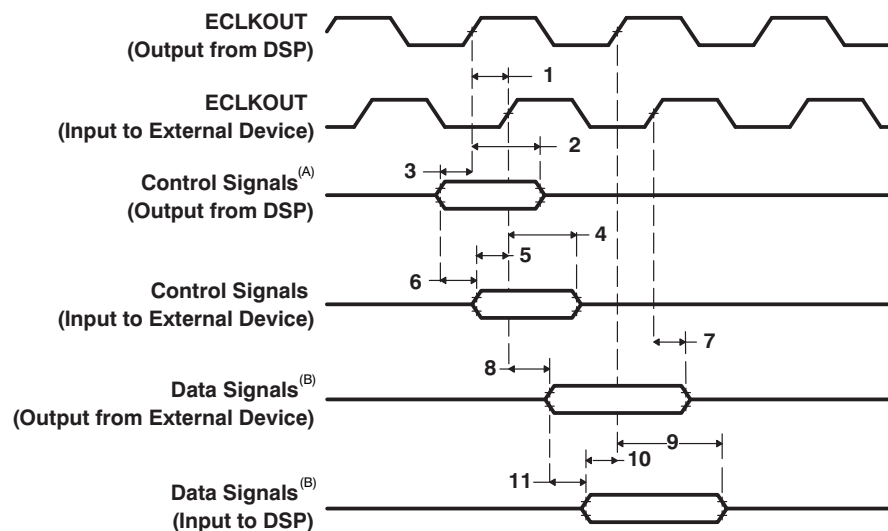 ECLKOUT
(Output from DSP)
1
ECLKOUT
(Input to External Device)
2
3
Control Signals(A)
(Output from DSP)
4
5
6
Control Signals
(Input to External Device)
7
8
Data Signals(B)
(Output from External Device)
9
10
11
Data Signals(B)
(Input to DSP)